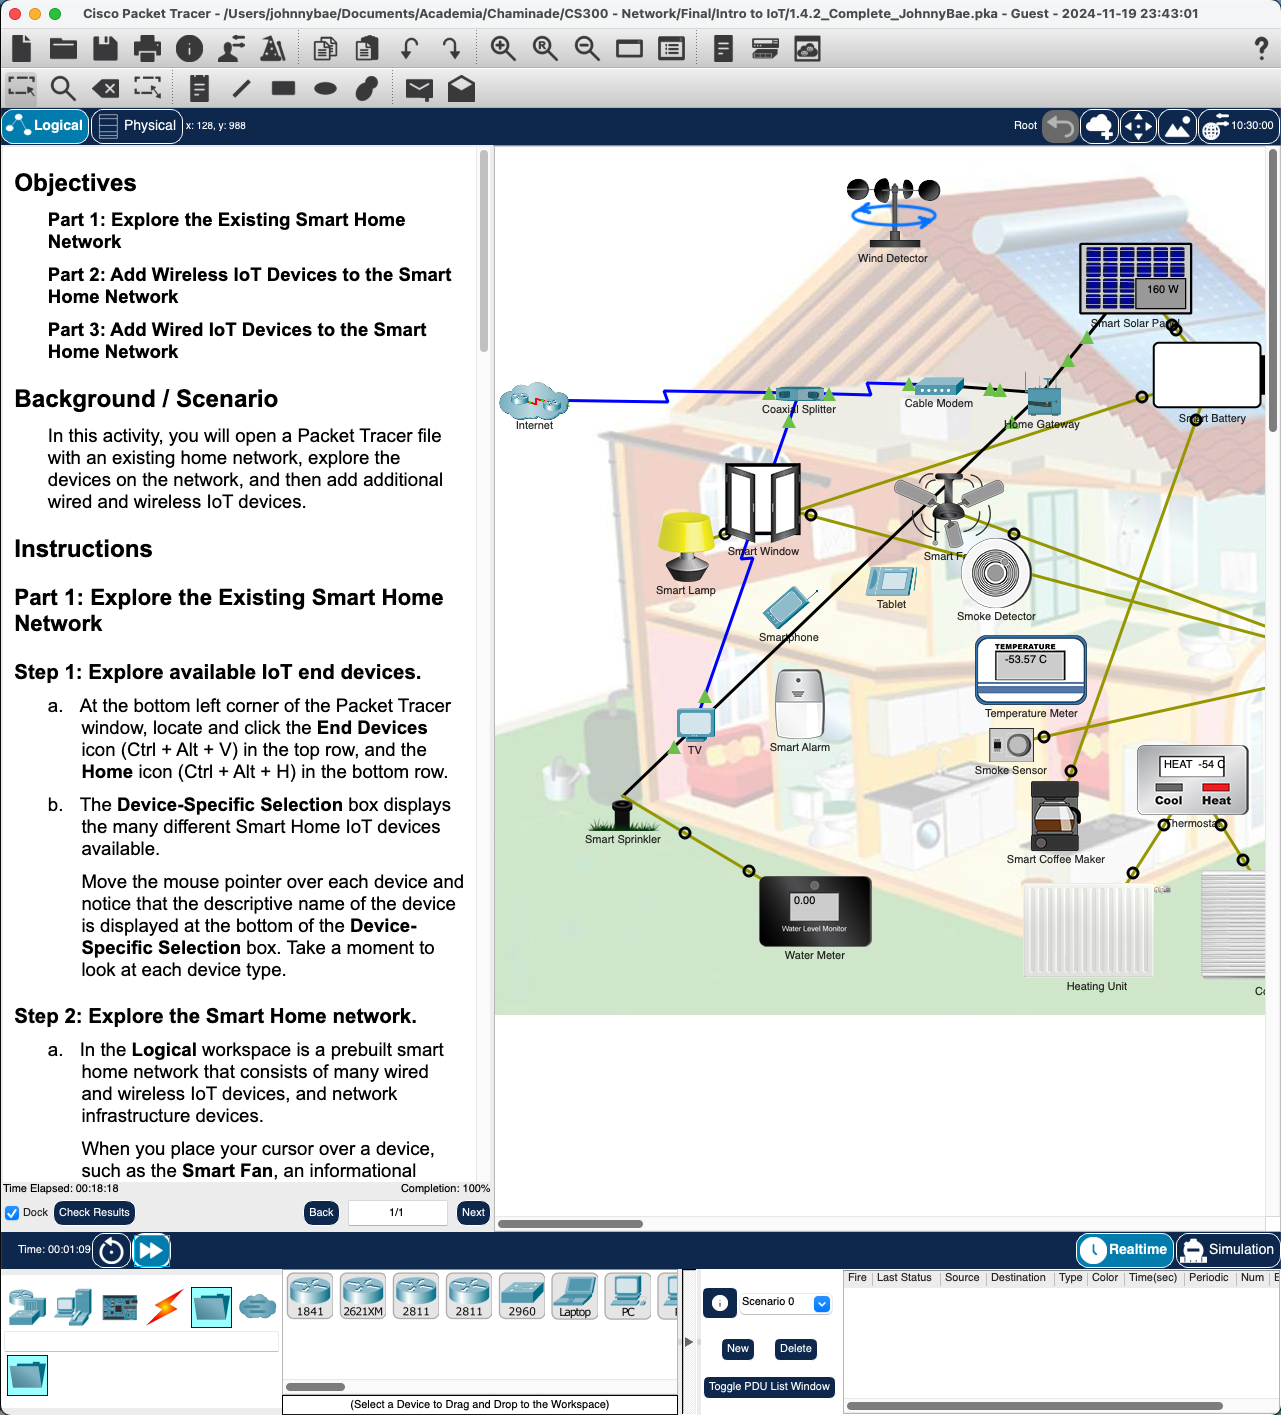 Cisco Packet Tracer - /Users/johnnybae/Documents/Academia/Chaminade/CS300 - Network/Final/Intro to IoT/1.4.2_Complete_JohnnyBae.pka - Guest - 2024-11-19 23:43:01
Logical
Physical
x: 128, y: 988
Root
10:30:00
Objectives
Part 1: Explore the Existing Smart Home
Network
Part 2: Add Wireless IoT Devices to the Smart
Home Network
Part 3: Add Wired IoT Devices to the Smart
Home Network
Background / Scenario
In this activity, you will open a Packet Tracer file
with an existing home network, explore the
devices on the network, and then add additional
wired and wireless IoT devices.
Instructions
Part 1: Explore the Existing Smart Home
Network
Step 1: Explore available IoT end devices.
a. At the bottom left corner of the Packet Tracer
window, locate and click the End Devices
icon (Ctrl + Alt + V) in the top row, and the
Home icon (Ctrl + Alt + H) in the bottom row.
b. The Device-Specific Selection box displays
the many different Smart Home IoT devices
available.
Move the mouse pointer over each device and
notice that the descriptive name of the device
is displayed at the bottom of the Device-
Specific Selection box. Take a moment to
look at each device type.
Step 2: Explore the Smart Home network.
a. In the Logical workspace is a prebuilt smart
home network that consists of many wired
and wireless IoT devices, and network
infrastructure devices.
When you place your cursor over a device,
such as the Smart Fan, an informational
Time Elapsed: 00:18:18
Completion: 100%
Dock
Check Results
Back
1/1
Next
Wind Detector
160 W
Smart Solar
Internet
Coaxial Splitter
Cable Modem
Home Gateway
Smart Battery
Smart Window
Smart Lamp
Smart
Tablet
Smoke Detector
Smartphone
TEMPERATURE
-53.57 C
Temperature Meter
TV
Smart Alarm
Smoke Sensor
HEAT -54 C
Cool
Heat
Smart Sprinkler
Smart Coffee Maker
0.00
Water Level Monitor
Water Meter
Heating Unit
Time: 00:01:09
Realtime
Simulation
1841
2621XM
2811
2811
2960
Laptop
PC
(Select a Device to Drag and Drop to the Workspace)
Scenario 0
New
Delete
Toggle PDU List Window
Fire
Last Status
Source
Destination
Type
Color
Time(sec)
Periodic
Num